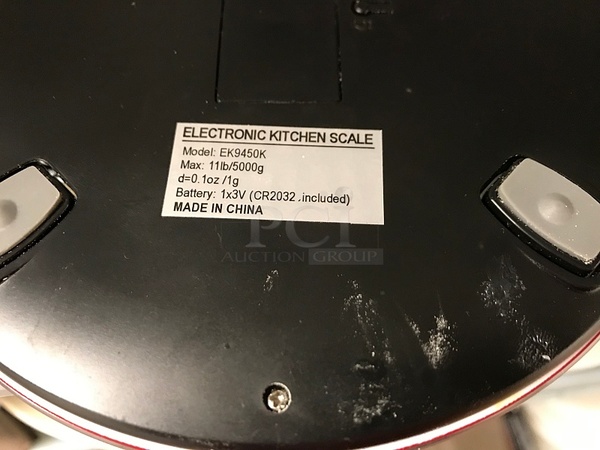 ELECTRONIC KITCHEN SCALE
Model: EK9450K
Max: 11lb/5000g
d=0.1oz /1g
Battery: 1x3V (CR2032 .included)
MADE IN CHINA
PCI
AUCTION GROUP